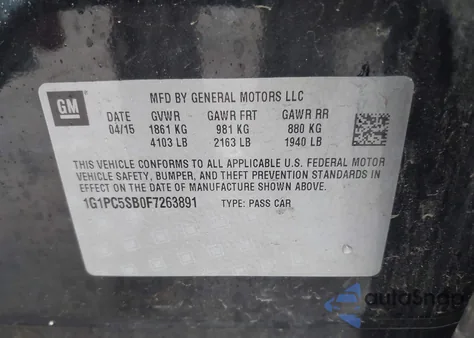 GM
MFD BY GENERAL MOTORS LLC
DATE GVWR GAWR FRT GAWR RR
04/15 1861 KG 981 KG 880 KG
4103 LB 2163 LB 1940 LB
THIS VEHICLE CONFORMS TO ALL APPLICABLE U.S. FEDERAL MOTOR
VEHICLE SAFETY, BUMPER, AND THEFT PREVENTION STANDARDS IN
EFFECT ON THE DATE OF MANUFACTURE SHOWN ABOVE.
1G1PC5SB0F7263891 TYPE: PASS CAR
autoSnap